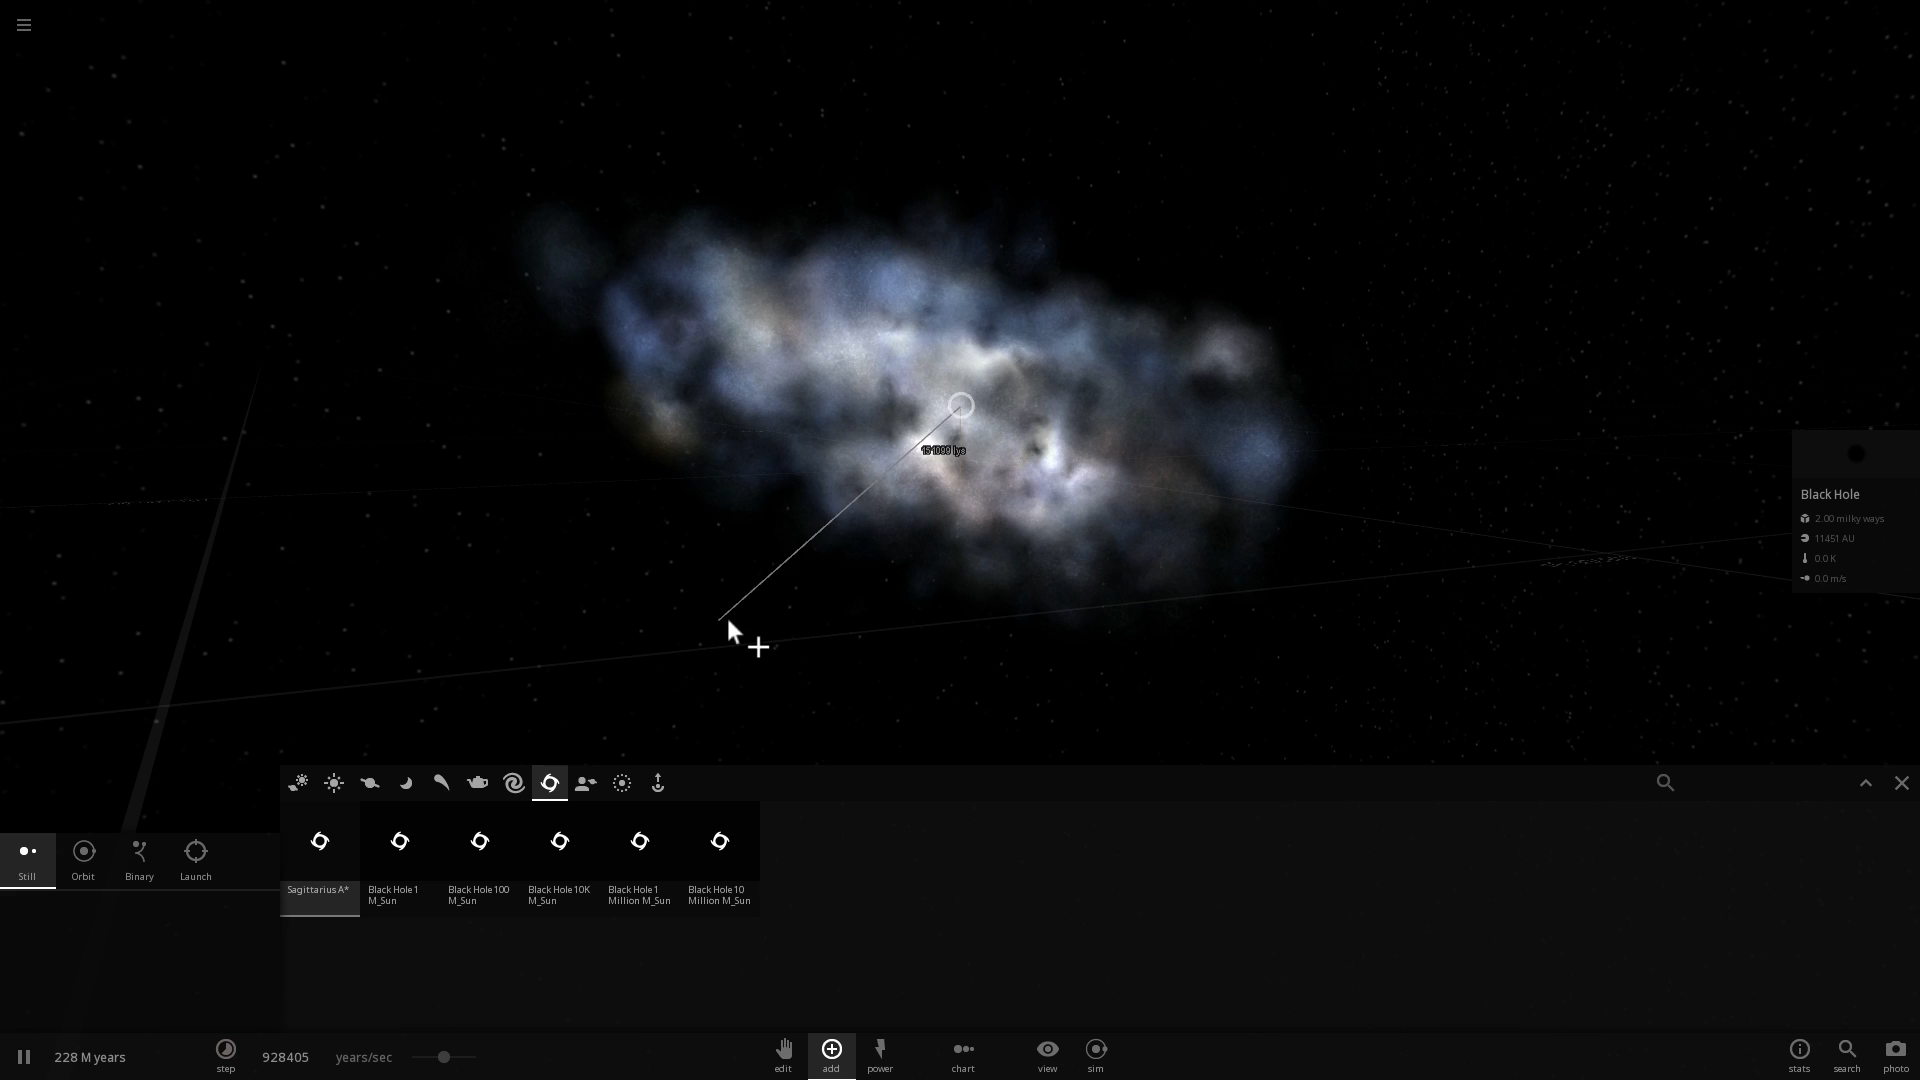 Black Hole
2.00 milky ways
11451 AU
0.0 K
0.0 m/s
Still
Orbit
Binary
Launch
Sagittarius A*
Black Hole 1
M_Sun
Black Hole 100
M_Sun
Black Hole 10K
M_Sun
Black Hole 1
Million M_Sun
Black Hole 10
Million M_Sun
228 M years
step
928405
years/sec
edit
add
power
chart
view
sim
stats
search
photo